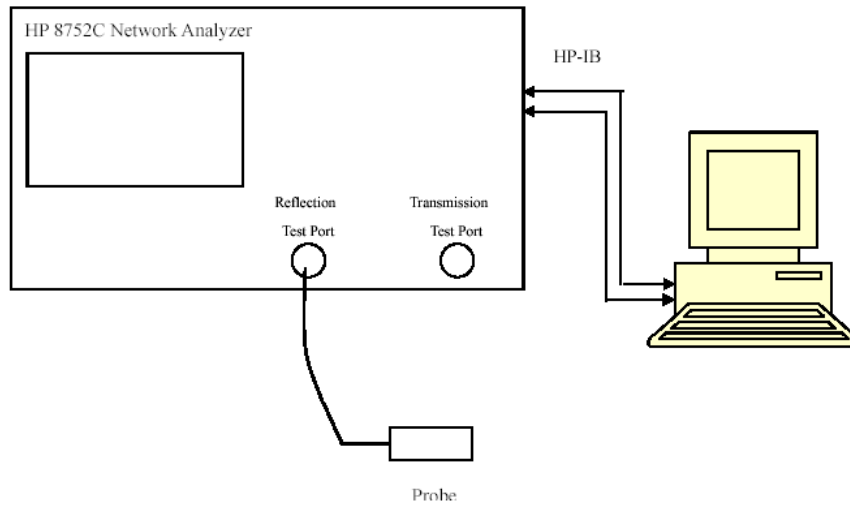 HP 8752C Network Analyzer
HP-IB
Reflection
Test Port
Transmission
Test Port
Probe